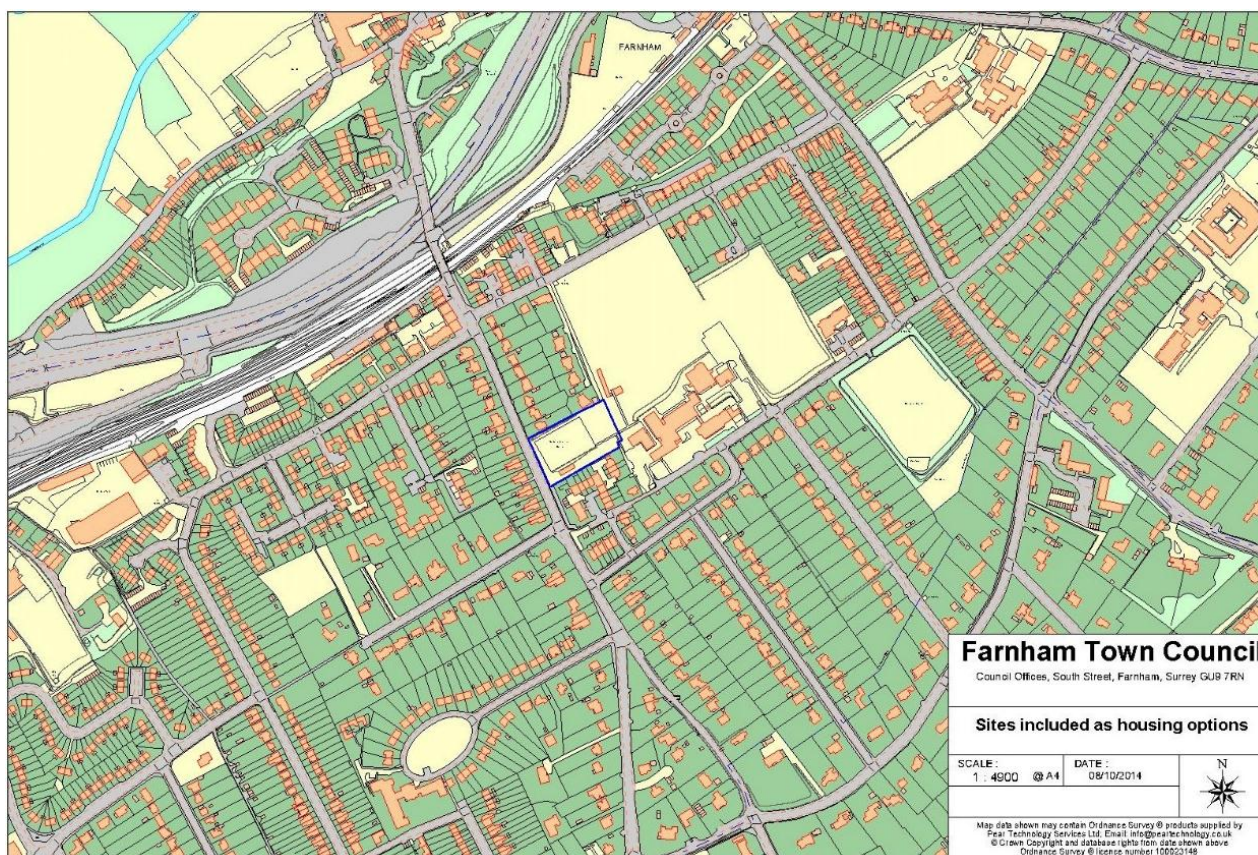 FARNHAM
Farnham Town Council
Council Offices, South Street, Farnham, Surrey GU9 7RN
Sites included as housing options
SCALE :
1 : 4900 @ A4
DATE :
08/10/2014
N
Map data shown may contain Ordnance Survey ® products supplied by
Pear Technology Services Ltd; Email: info@peartechnology.co.uk
© Crown Copyright and database rights from date shown above
Ordnance Survey ® license number 100023148